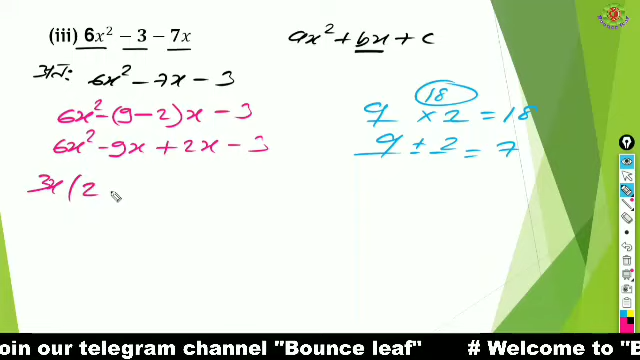 (iii) 6x² − 3 − 7x
ax² + bx + c
अतः 6x² − 7x − 3
6x² − (9 − 2)x − 3
6x² − 9x + 2x − 3
3x(2
18
9 × 2 = 18
9 ± 2 = 7
oin our telegram channel "Bounce leaf" # Welcome to "B